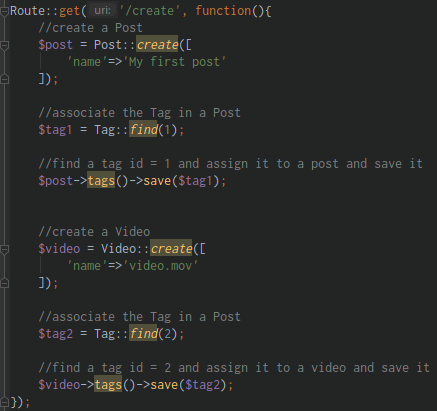 Route::get( uri: '/create', function(){
//create a Post
$post = Post::create([
'name'=>'My first post'
]);
//associate the Tag in a Post
$tag1 = Tag::find(1);
//find a tag id = 1 and assign it to a post and save it
$post->tags()->save($tag1);
//create a Video
$video = Video::create([
'name'=>'video.mov'
]);
//associate the Tag in a Post
$tag2 = Tag::find(2);
//find a tag id = 2 and assign it to a video and save it
$video->tags()->save($tag2);
});